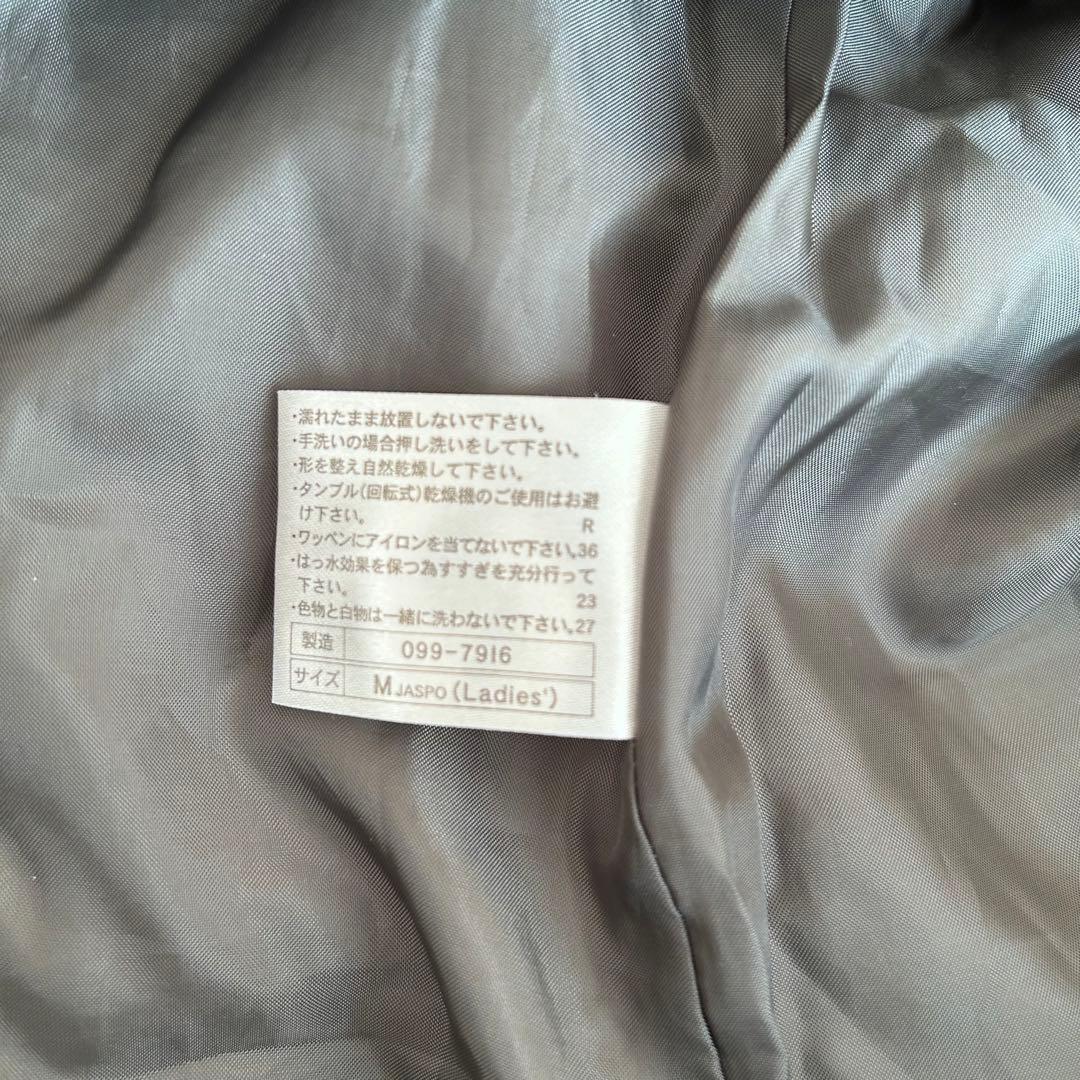 ・濡れたまま放置しないで下さい。
・手洗いの場合押し洗いをして下さい。
・形を整え自然乾燥して下さい。
・タンブル(回転式)乾燥機のご使用はお避
け下さい。 R
・ワッペンにアイロンを当てないで下さい。36
・はっ水効果を保つ為すすぎを充分行って
下さい。 23
・色物と白物は一緒に洗わないで下さい。27
製造 099-7916
サイズ M JASPO (Ladies')